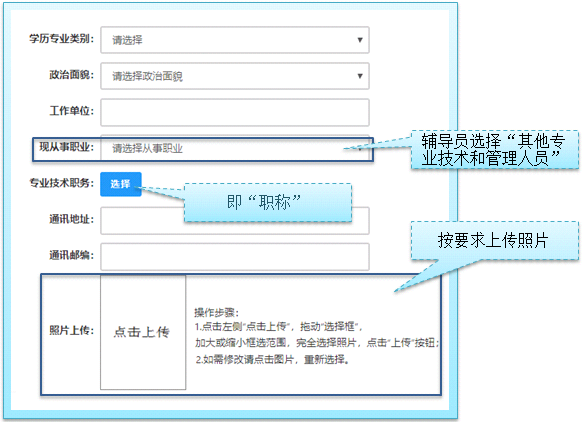 学历专业类别： 请选择
政治面貌： 请选择政治面貌
工作单位：
现从事职业： 请选择从事职业
辅导员选择“其他专
业技术和管理人员”
专业技术职务： 选择
即“职称”
通讯地址：
按要求上传照片
通讯邮编：
照片上传： 点击上传
操作步骤：
1.点击左侧“点击上传”，拖动“选择框”，
加大或缩小框选范围，完全选择照片，点击“上传”按钮；
2.如需修改请点击图片，重新选择。